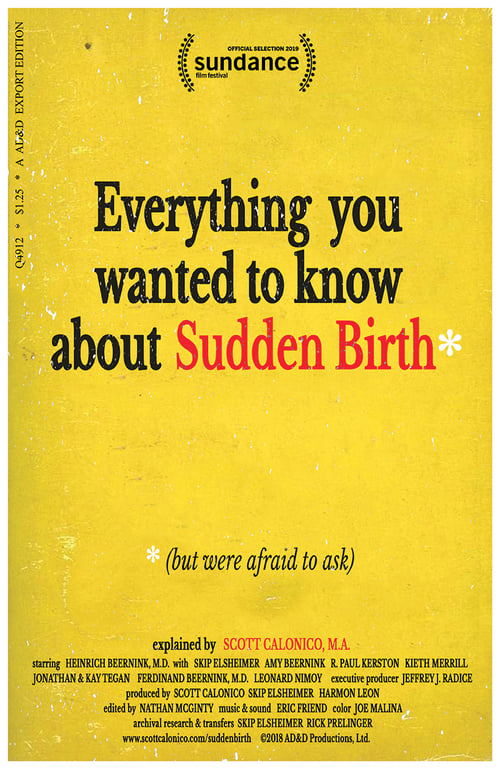 OFFICIAL SELECTION 2019
sundance
film festival
Q4912 * $1.25 * A AD&D EXPORT EDITION
Everything you
wanted to know
about Sudden Birth*
* (but were afraid to ask)
explained by SCOTT CALONICO, M.A.
starring HEINRICH BEERNINK, M.D. with SKIP ELSHEIMER AMY BEERNINK R. PAUL KERSTON KIETH MERRILL
JONATHAN & KAY TEGAN FERDINAND BEERNINK, M.D. LEONARD NIMOY executive producer JEFFREY J. RADICE
produced by SCOTT CALONICO SKIP ELSHEIMER HARMON LEON
edited by NATHAN MCGINTY music & sound ERIC FRIEND color JOE MALINA
archival research & transfers SKIP ELSHEIMER RICK PRELINGER
www.scottcalonico.com/suddenbirth ©2018 AD&D Productions, Ltd.